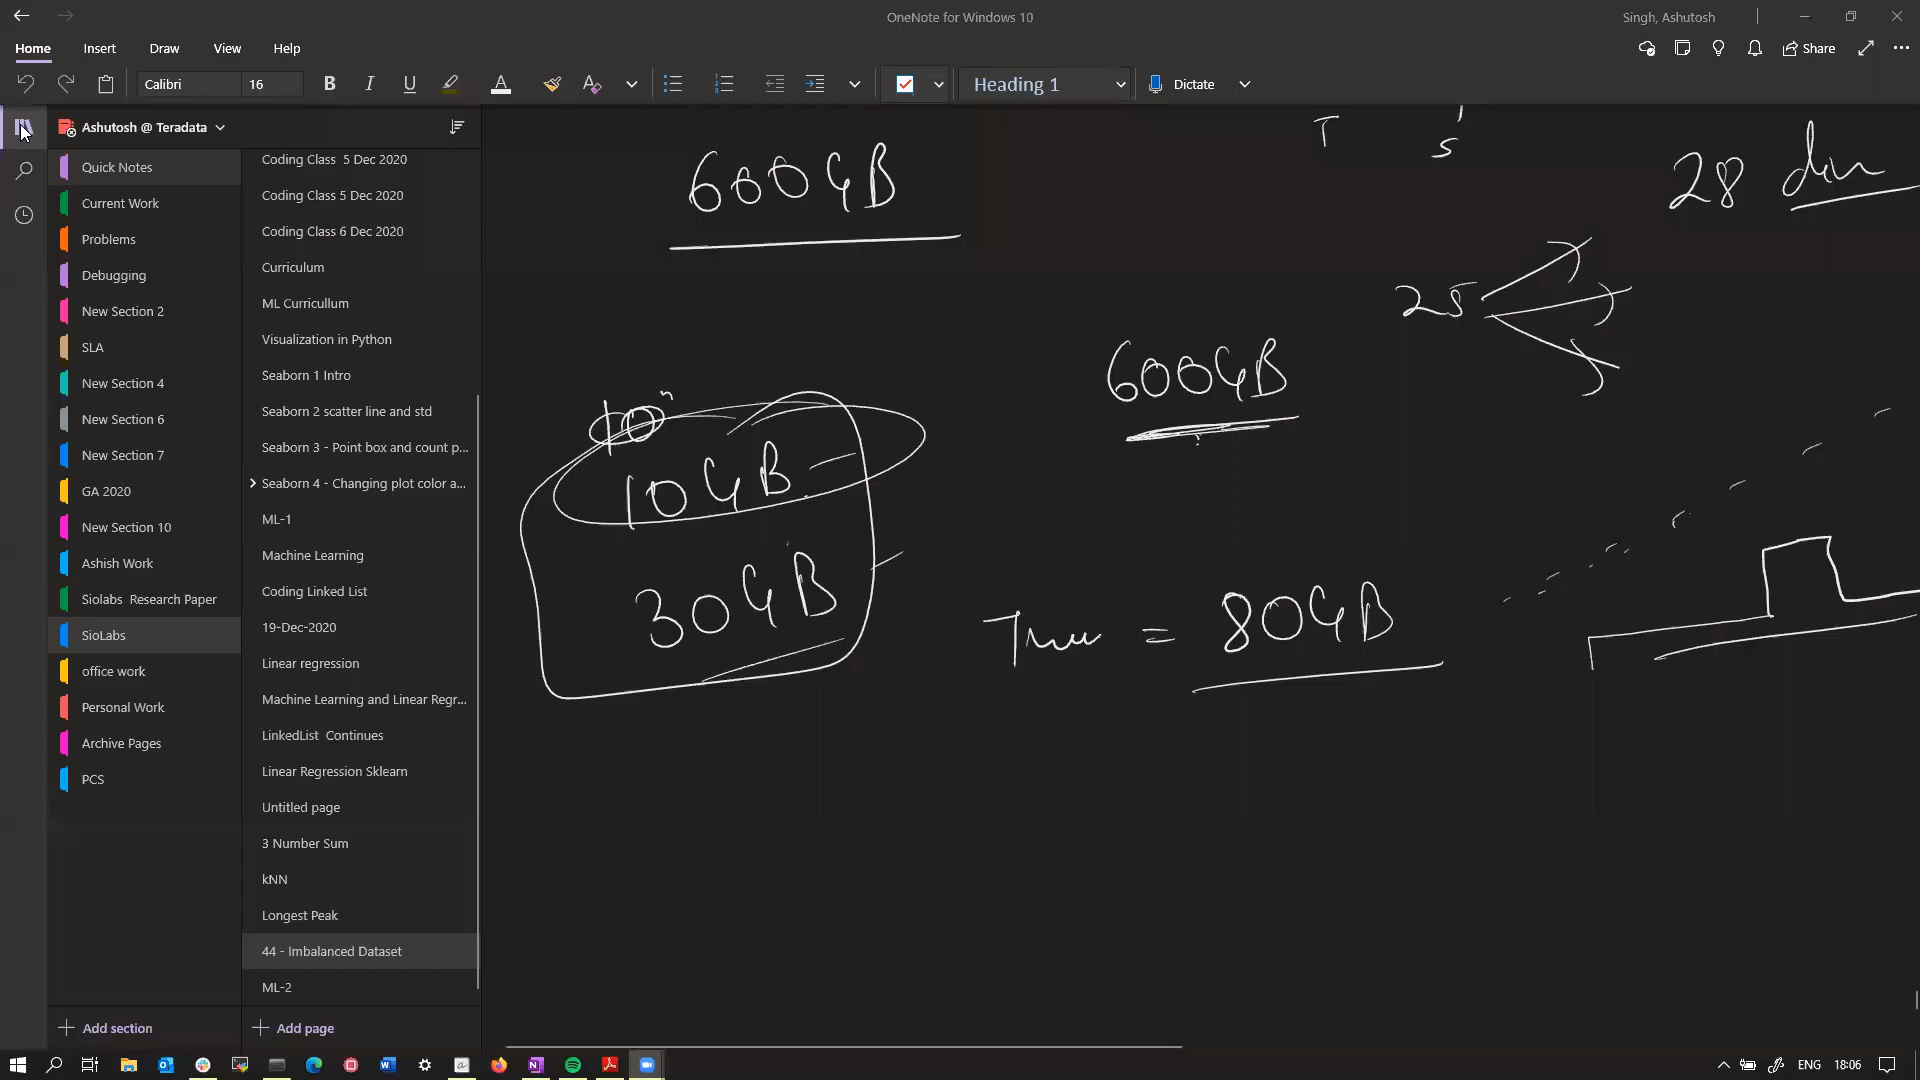 OneNote for Windows 10
Singh, Ashutosh
Home Insert Draw View Help
Share
Calibri 16 B I U A Heading 1 Dictate
Ashutosh @ Teradata
Quick Notes
Current Work
Problems
Debugging
New Section 2
SLA
New Section 4
New Section 6
New Section 7
GA 2020
New Section 10
Ashish Work
Siolabs Research Paper
SioLabs
office work
Personal Work
Archive Pages
PCS
Add section
Coding Class 5 Dec 2020
Coding Class 5 Dec 2020
Coding Class 6 Dec 2020
Curriculum
ML Curricullum
Visualization in Python
Seaborn 1 Intro
Seaborn 2 scatter line and std
Seaborn 3 - Point box and count p...
Seaborn 4 - Changing plot color a...
ML-1
Machine Learning
Coding Linked List
19-Dec-2020
Linear regression
Machine Learning and Linear Regr...
LinkedList Continues
Linear Regression Sklearn
Untitled page
3 Number Sum
kNN
Longest Peak
44 - Imbalanced Dataset
ML-2
Add page
T
S
600GB
28
25
600GB
10
10GB
30GB
= 80GB
ENG 18:06